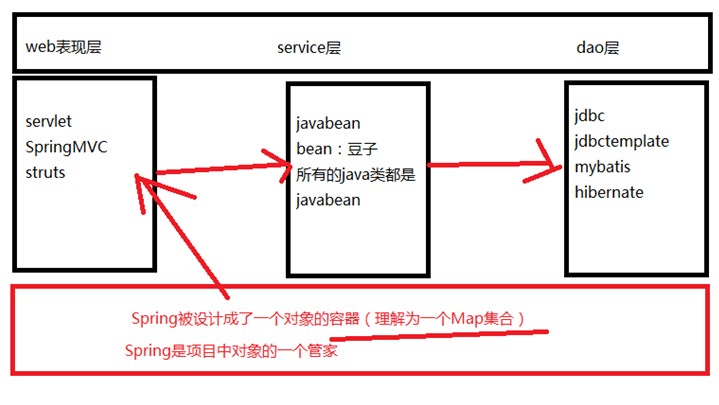 web表现层
service层
dao层
servlet
SpringMVC
struts
javabean
bean：豆子
所有的java类都是
javabean
jdbc
jdbctemplate
mybatis
hibernate
Spring被设计成了一个对象的容器（理解为一个Map集合）
Spring是项目中对象的一个管家